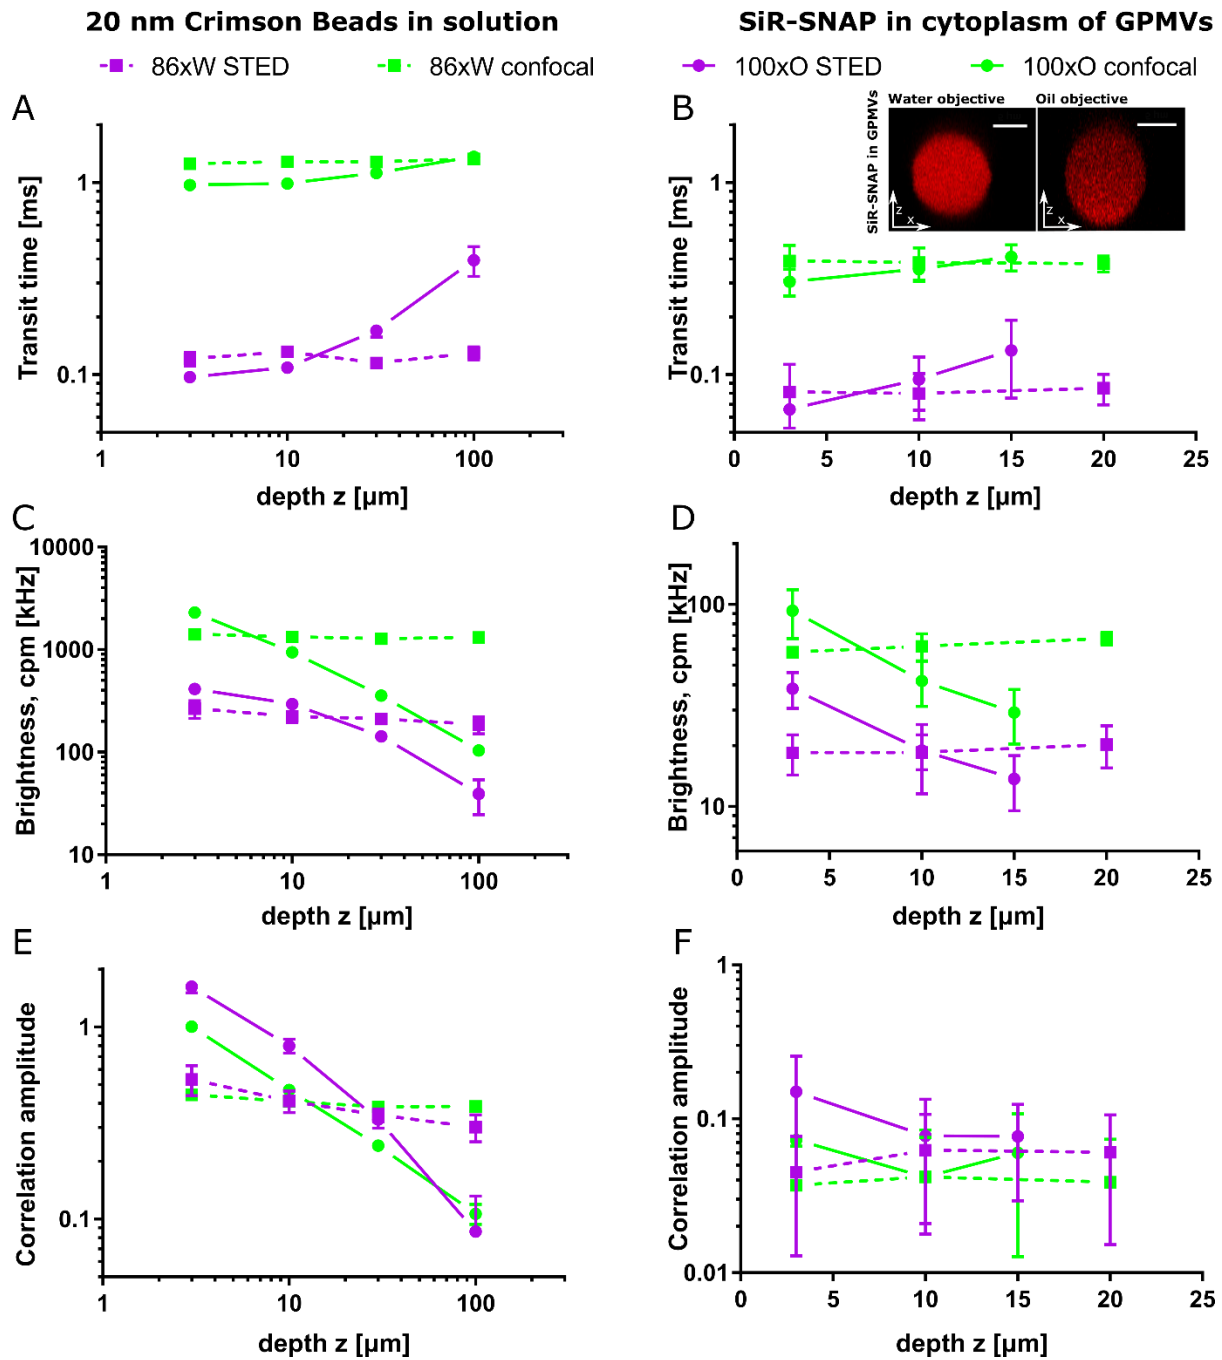 20 nm Crimson Beads in solution
SiR-SNAP in cytoplasm of GPMVs
86xW STED
86xW confocal
100xO STED
100xO confocal
A
Transit time [ms]
1
0.1
1
10
100
depth z [µm]
B
Water objective
Oil objective
SiR-SNAP in GPMVs
z
x
z
x
Transit time [ms]
1
0.1
0
5
10
15
20
25
depth z [µm]
C
Brightness, cpm [kHz]
10000
1000
100
10
1
10
100
depth z [µm]
D
Brightness, cpm [kHz]
100
10
0
5
10
15
20
25
depth z [µm]
E
Correlation amplitude
1
0.1
1
10
100
depth z [µm]
F
Correlation amplitude
1
0.1
0.01
0
5
10
15
20
25
depth z [µm]